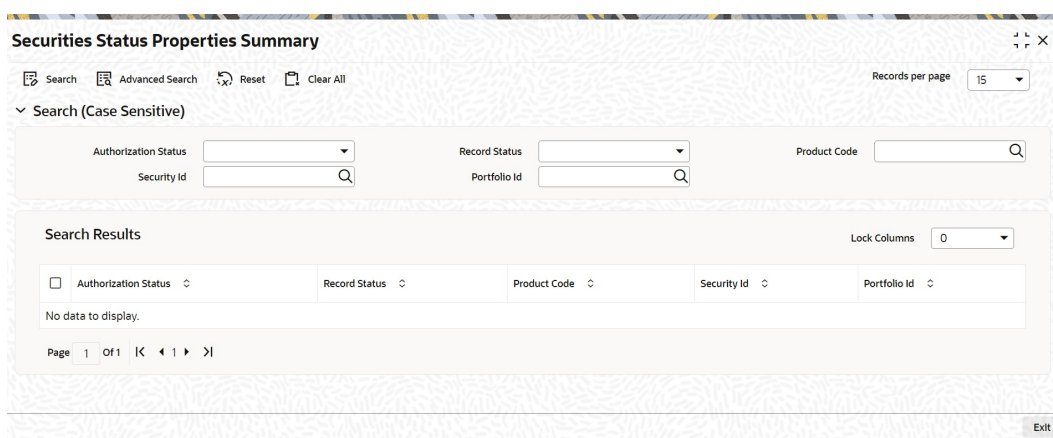 Securities Status Properties Summary
Search Advanced Search Reset Clear All Records per page 15
Search (Case Sensitive)
Authorization Status Record Status Product Code
Security Id Portfolio Id
Search Results Lock Columns 0
Authorization Status Record Status Product Code Security Id Portfolio Id
No data to display.
Page 1 Of 1 1
Exit